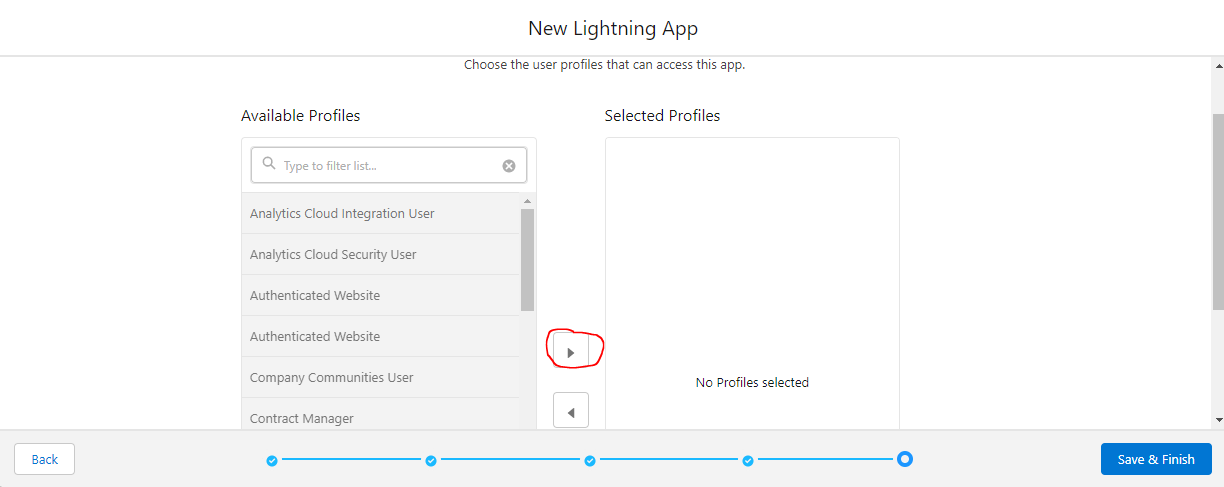 New Lightning App
Choose the user profiles that can access this app.
Available Profiles
Selected Profiles
Type to filter list...
Analytics Cloud Integration User
Analytics Cloud Security User
Authenticated Website
Authenticated Website
Company Communities User
Contract Manager
No Profiles selected
Back
Save & Finish